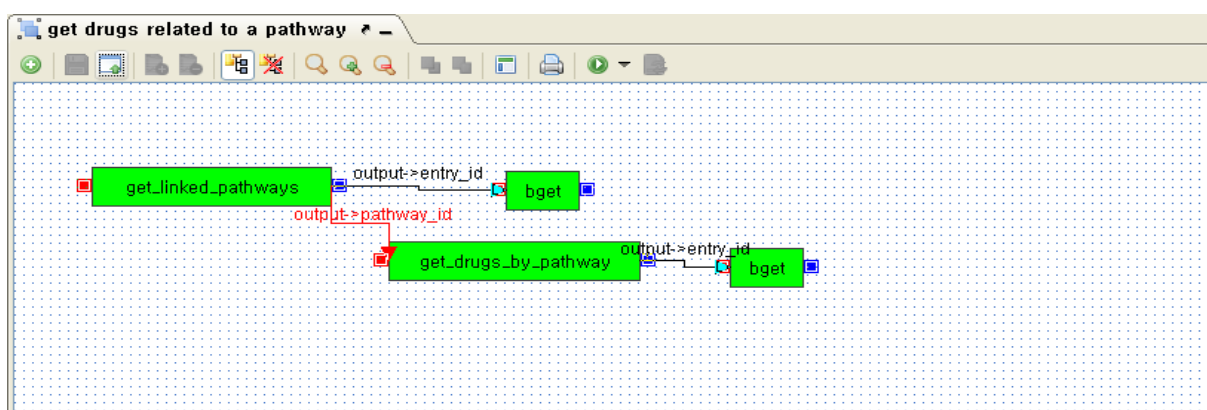 get drugs related to a pathway
output->entry_id
get_linked_pathways
bget
output->pathway_id
output->entry_id
get_drugs_by_pathway
bget